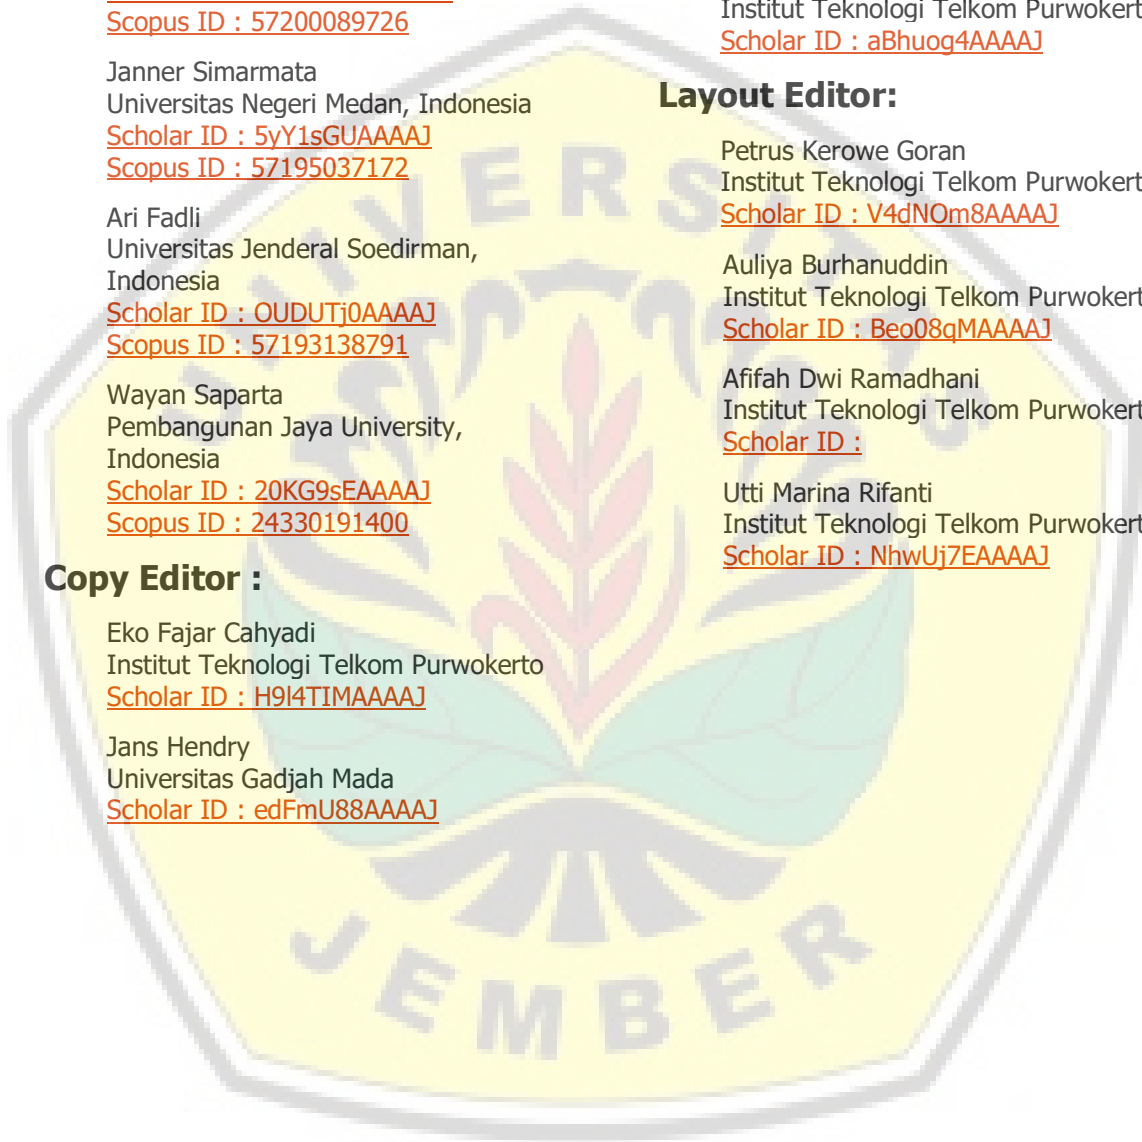 Scopus ID : 57200089726
Janner Simarmata
Universitas Negeri Medan, Indonesia
Scholar ID : 5yY1sGUAAAAJ
Scopus ID : 57195037172
Ari Fadli
Universitas Jenderal Soedirman,
Indonesia
Scholar ID : OUDUTj0AAAAJ
Scopus ID : 57193138791
Wayan Saparta
Pembangunan Jaya University,
Indonesia
Scholar ID : 20KG9sEAAAAJ
Scopus ID : 24330191400
Copy Editor :
Eko Fajar Cahyadi
Institut Teknologi Telkom Purwokerto
Scholar ID : H9l4TIMAAAAJ
Jans Hendry
Universitas Gadjah Mada
Scholar ID : edFmU88AAAAJ
Institut Teknologi Telkom Purwokert
Scholar ID : aBhuog4AAAAJ
Layout Editor:
Petrus Kerowe Goran
Institut Teknologi Telkom Purwokert
Scholar ID : V4dNOm8AAAAJ
Auliya Burhanuddin
Institut Teknologi Telkom Purwokert
Scholar ID : Beo08qMAAAAJ
Afifah Dwi Ramadhani
Institut Teknologi Telkom Purwokert
Scholar ID :
Utti Marina Rifanti
Institut Teknologi Telkom Purwokert
Scholar ID : NhwUj7EAAAAJ
UNIVERSITAS
JEMBER